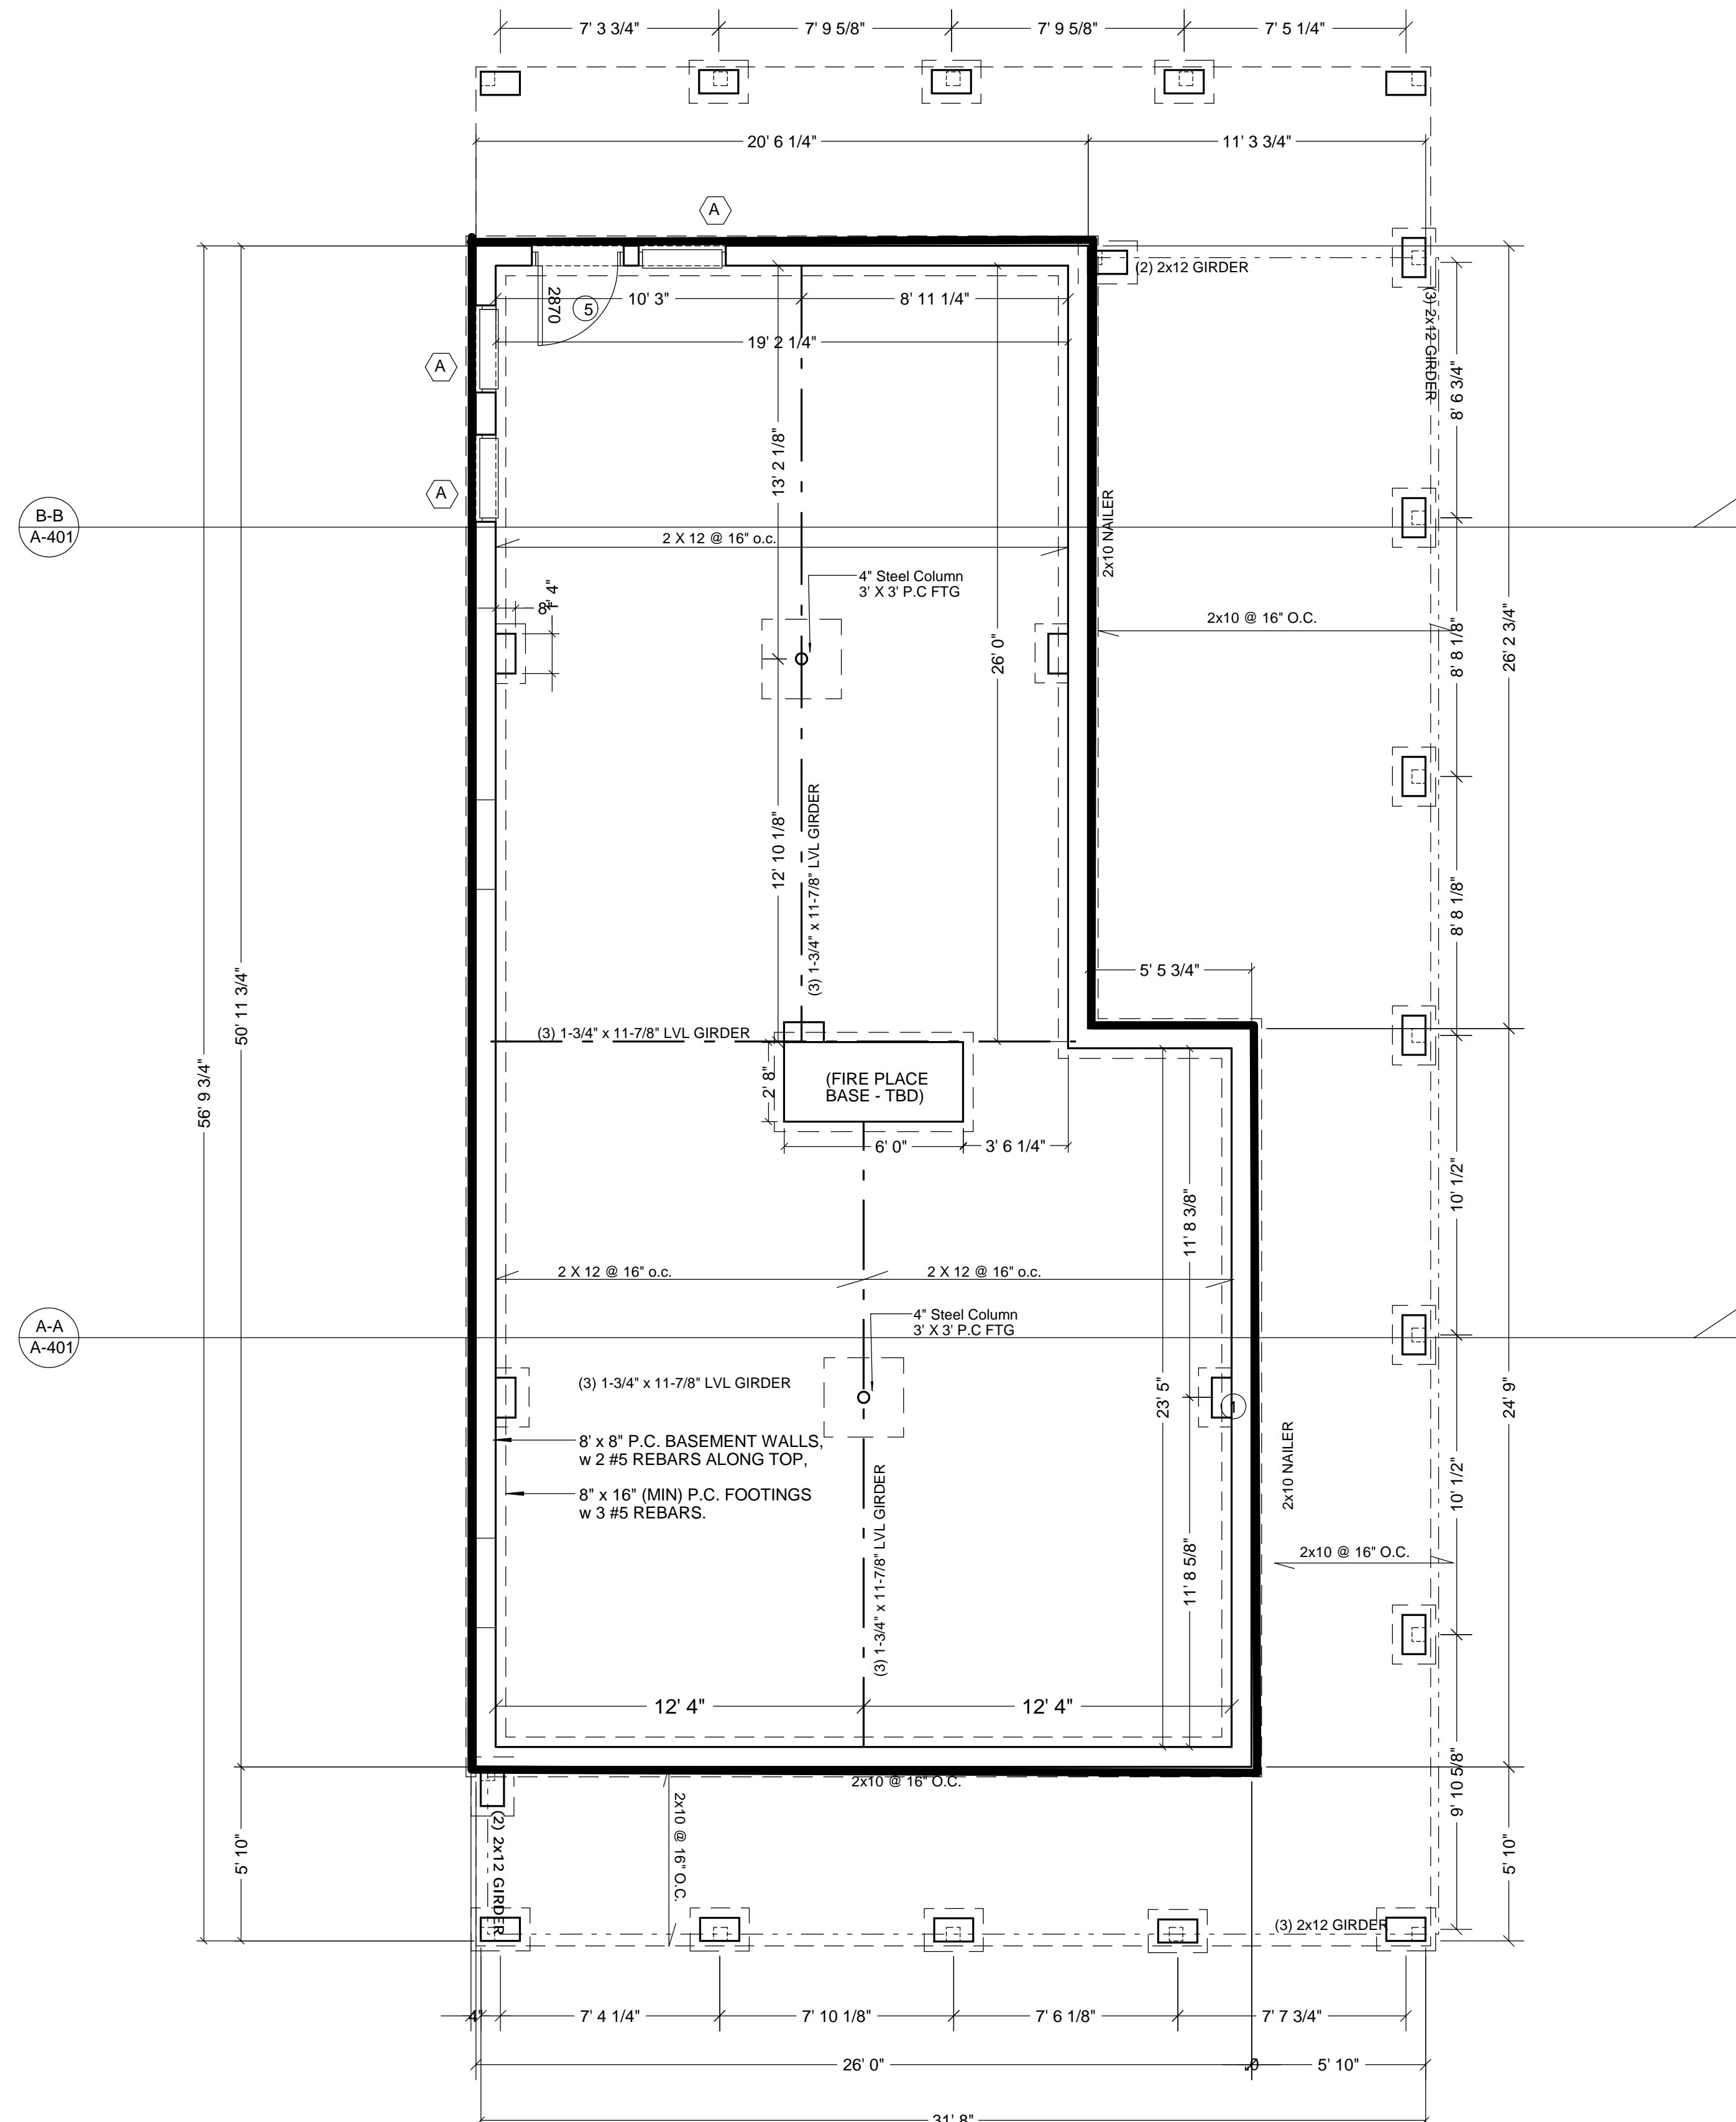 7' 3 3/4"
7' 9 5/8"
7' 9 5/8"
7' 5 1/4"
20' 6 1/4"
11' 3 3/4"
A
(2) 2x12 GIRDER
(3) 2x12 GIRDER
2870
5
10' 3"
8' 11 1/4"
19' 2 1/4"
A
8' 6 3/4"
13' 2 1/8"
A
B-B
A-401
2 X 12 @ 16" o.c.
2x10 NAILER
4" Steel Column
3' X 3' P.C FTG
8"
1' 4"
2x10 @ 16" O.C.
26' 0"
8' 8 1/8"
26' 2 3/4"
12' 10 1/8"
(3) 1-3/4" x 11-7/8" LVL GIRDER
8' 8 1/8"
5' 5 3/4"
50' 11 3/4"
56' 9 3/4"
(3) 1-3/4" x 11-7/8" LVL GIRDER
2' 8"
(FIRE PLACE
BASE - TBD)
6' 0"
3' 6 1/4"
11' 8 3/8"
10' 1/2"
2 X 12 @ 16" o.c.
2 X 12 @ 16" o.c.
4" Steel Column
3' X 3' P.C FTG
A-A
A-401
(3) 1-3/4" x 11-7/8" LVL GIRDER
1
23' 5"
24' 9"
8' x 8" P.C. BASEMENT WALLS,
w 2 #5 REBARS ALONG TOP,
8" x 16" (MIN) P.C. FOOTINGS
w 3 #5 REBARS.
2x10 NAILER
10' 1/2"
(3) 1-3/4" x 11-7/8" LVL GIRDER
11' 8 5/8"
2x10 @ 16" O.C.
12' 4"
12' 4"
2x10 @ 16" O.C.
9' 10 5/8"
2x10 @ 16" O.C.
(2) 2x12 GIRDER
5' 10"
5' 10"
(3) 2x12 GIRDER
4"
7' 4 1/4"
7' 10 1/8"
7' 6 1/8"
7' 7 3/4"
26' 0"
5' 10"
31' 8"